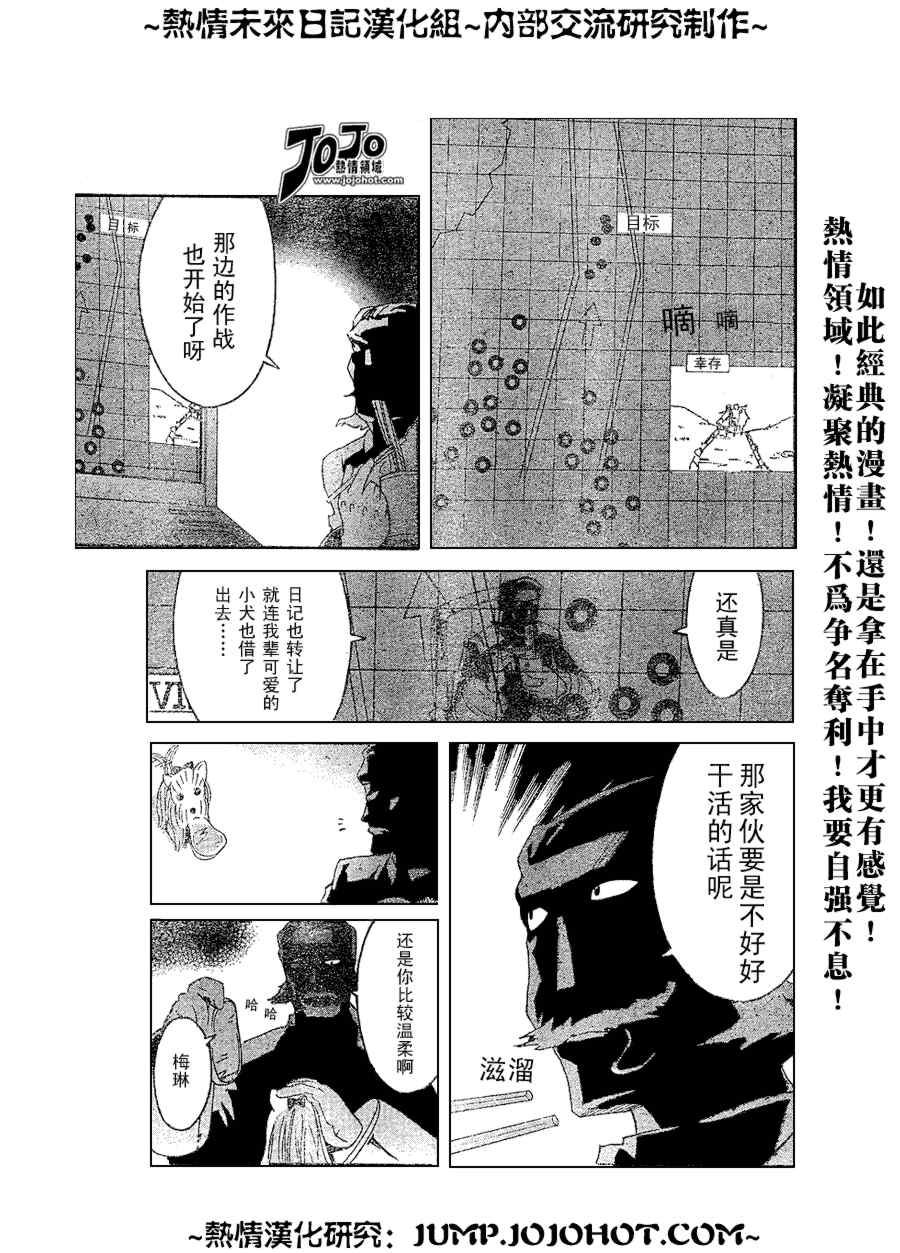 ~熱情未來日記漢化組~内部交流研究制作~
JOJO
熱情領域
www.jojohot.com
目标
嘀 嘀
幸存
目标
那边的作战
也开始了呀
还真是
日记也转让了
就连我辈可爱的
小犬也借了
出去……
VII
那家伙要是不好好
干活的话呢
滋溜
还是你比较温柔啊
哈哈
梅琳
如此經典的漫畫！還是拿在手中才更有感覺！
熱情領域！凝聚熱情！不爲争名奪利！我要自强不息！
~熱情漢化研究：JUMP.JOJOHOT.COM~